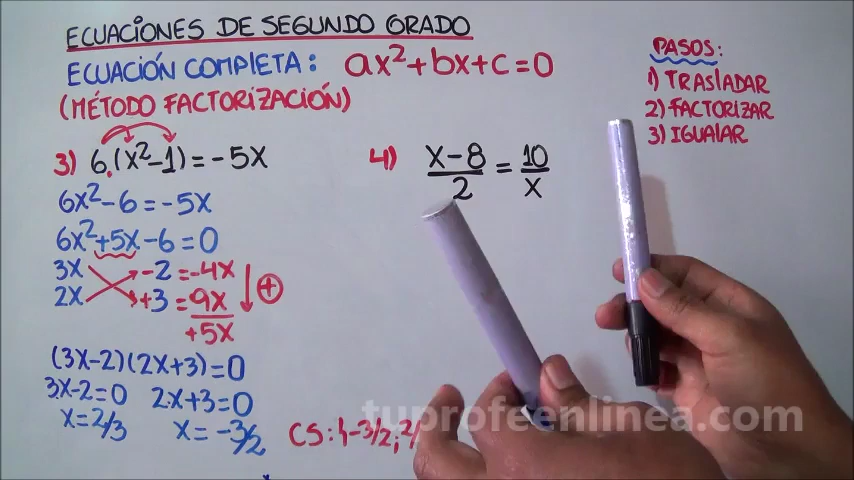 ECUACIONES DE SEGUNDO GRADO
ECUACIÓN COMPLETA: ax²+bx+c=0
(MÉTODO FACTORIZACIÓN)
PASOS:
1) TRASLADAR
2) FACTORIZAR
3) IGUALAR
3) 6.(x²-1)=-5x
6x²-6=-5x
6x²+5x-6=0
3x -2=-4x
2x +3=9x
+5x
(+)
(3x-2)(2x+3)=0
3x-2=0 2x+3=0
x=2/3 x=-3/2
CS: {-3/2; 2/
4) x-8/2 = 10/x
tuprofeenlinea.com